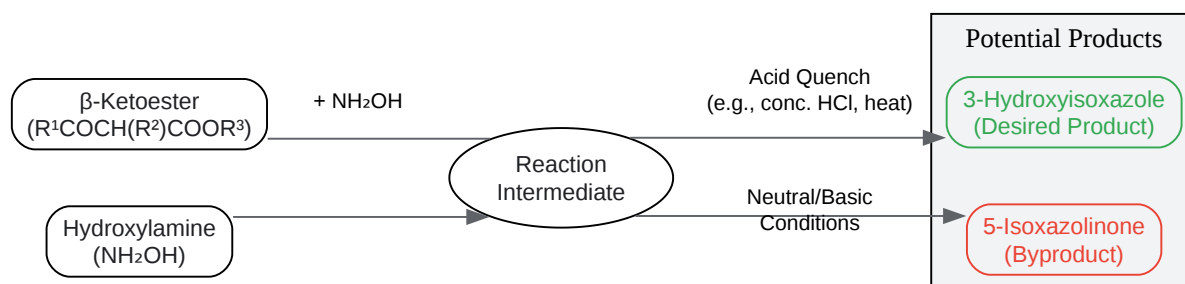 Potential Products
β-Ketoester
(R¹COCH(R²)COOR³)
+ NH₂OH
Acid Quench
(e.g., conc. HCl, heat)
3-Hydroxyisoxazole
(Desired Product)
Reaction
Intermediate
Hydroxylamine
(NH₂OH)
Neutral/Basic
Conditions
5-Isoxazolinone
(Byproduct)